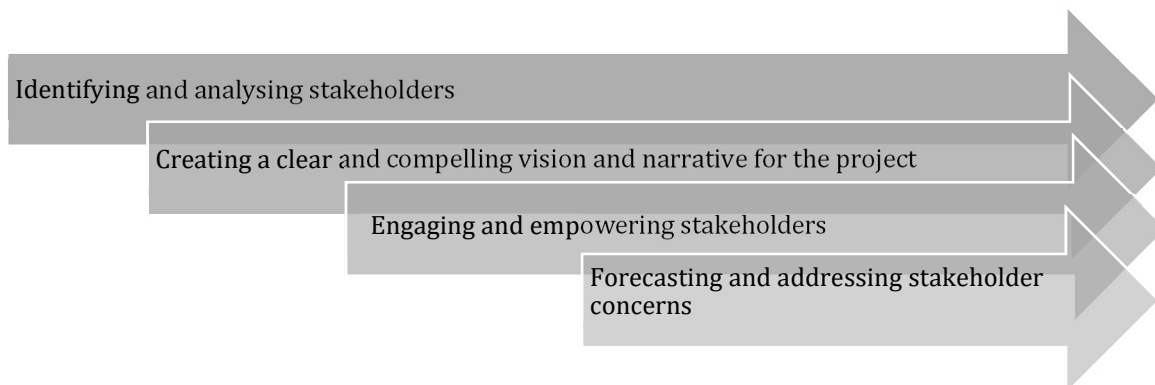 Identifying and analysing stakeholders
Creating a clear and compelling vision and narrative for the project
Engaging and empowering stakeholders
Forecasting and addressing stakeholder
concerns